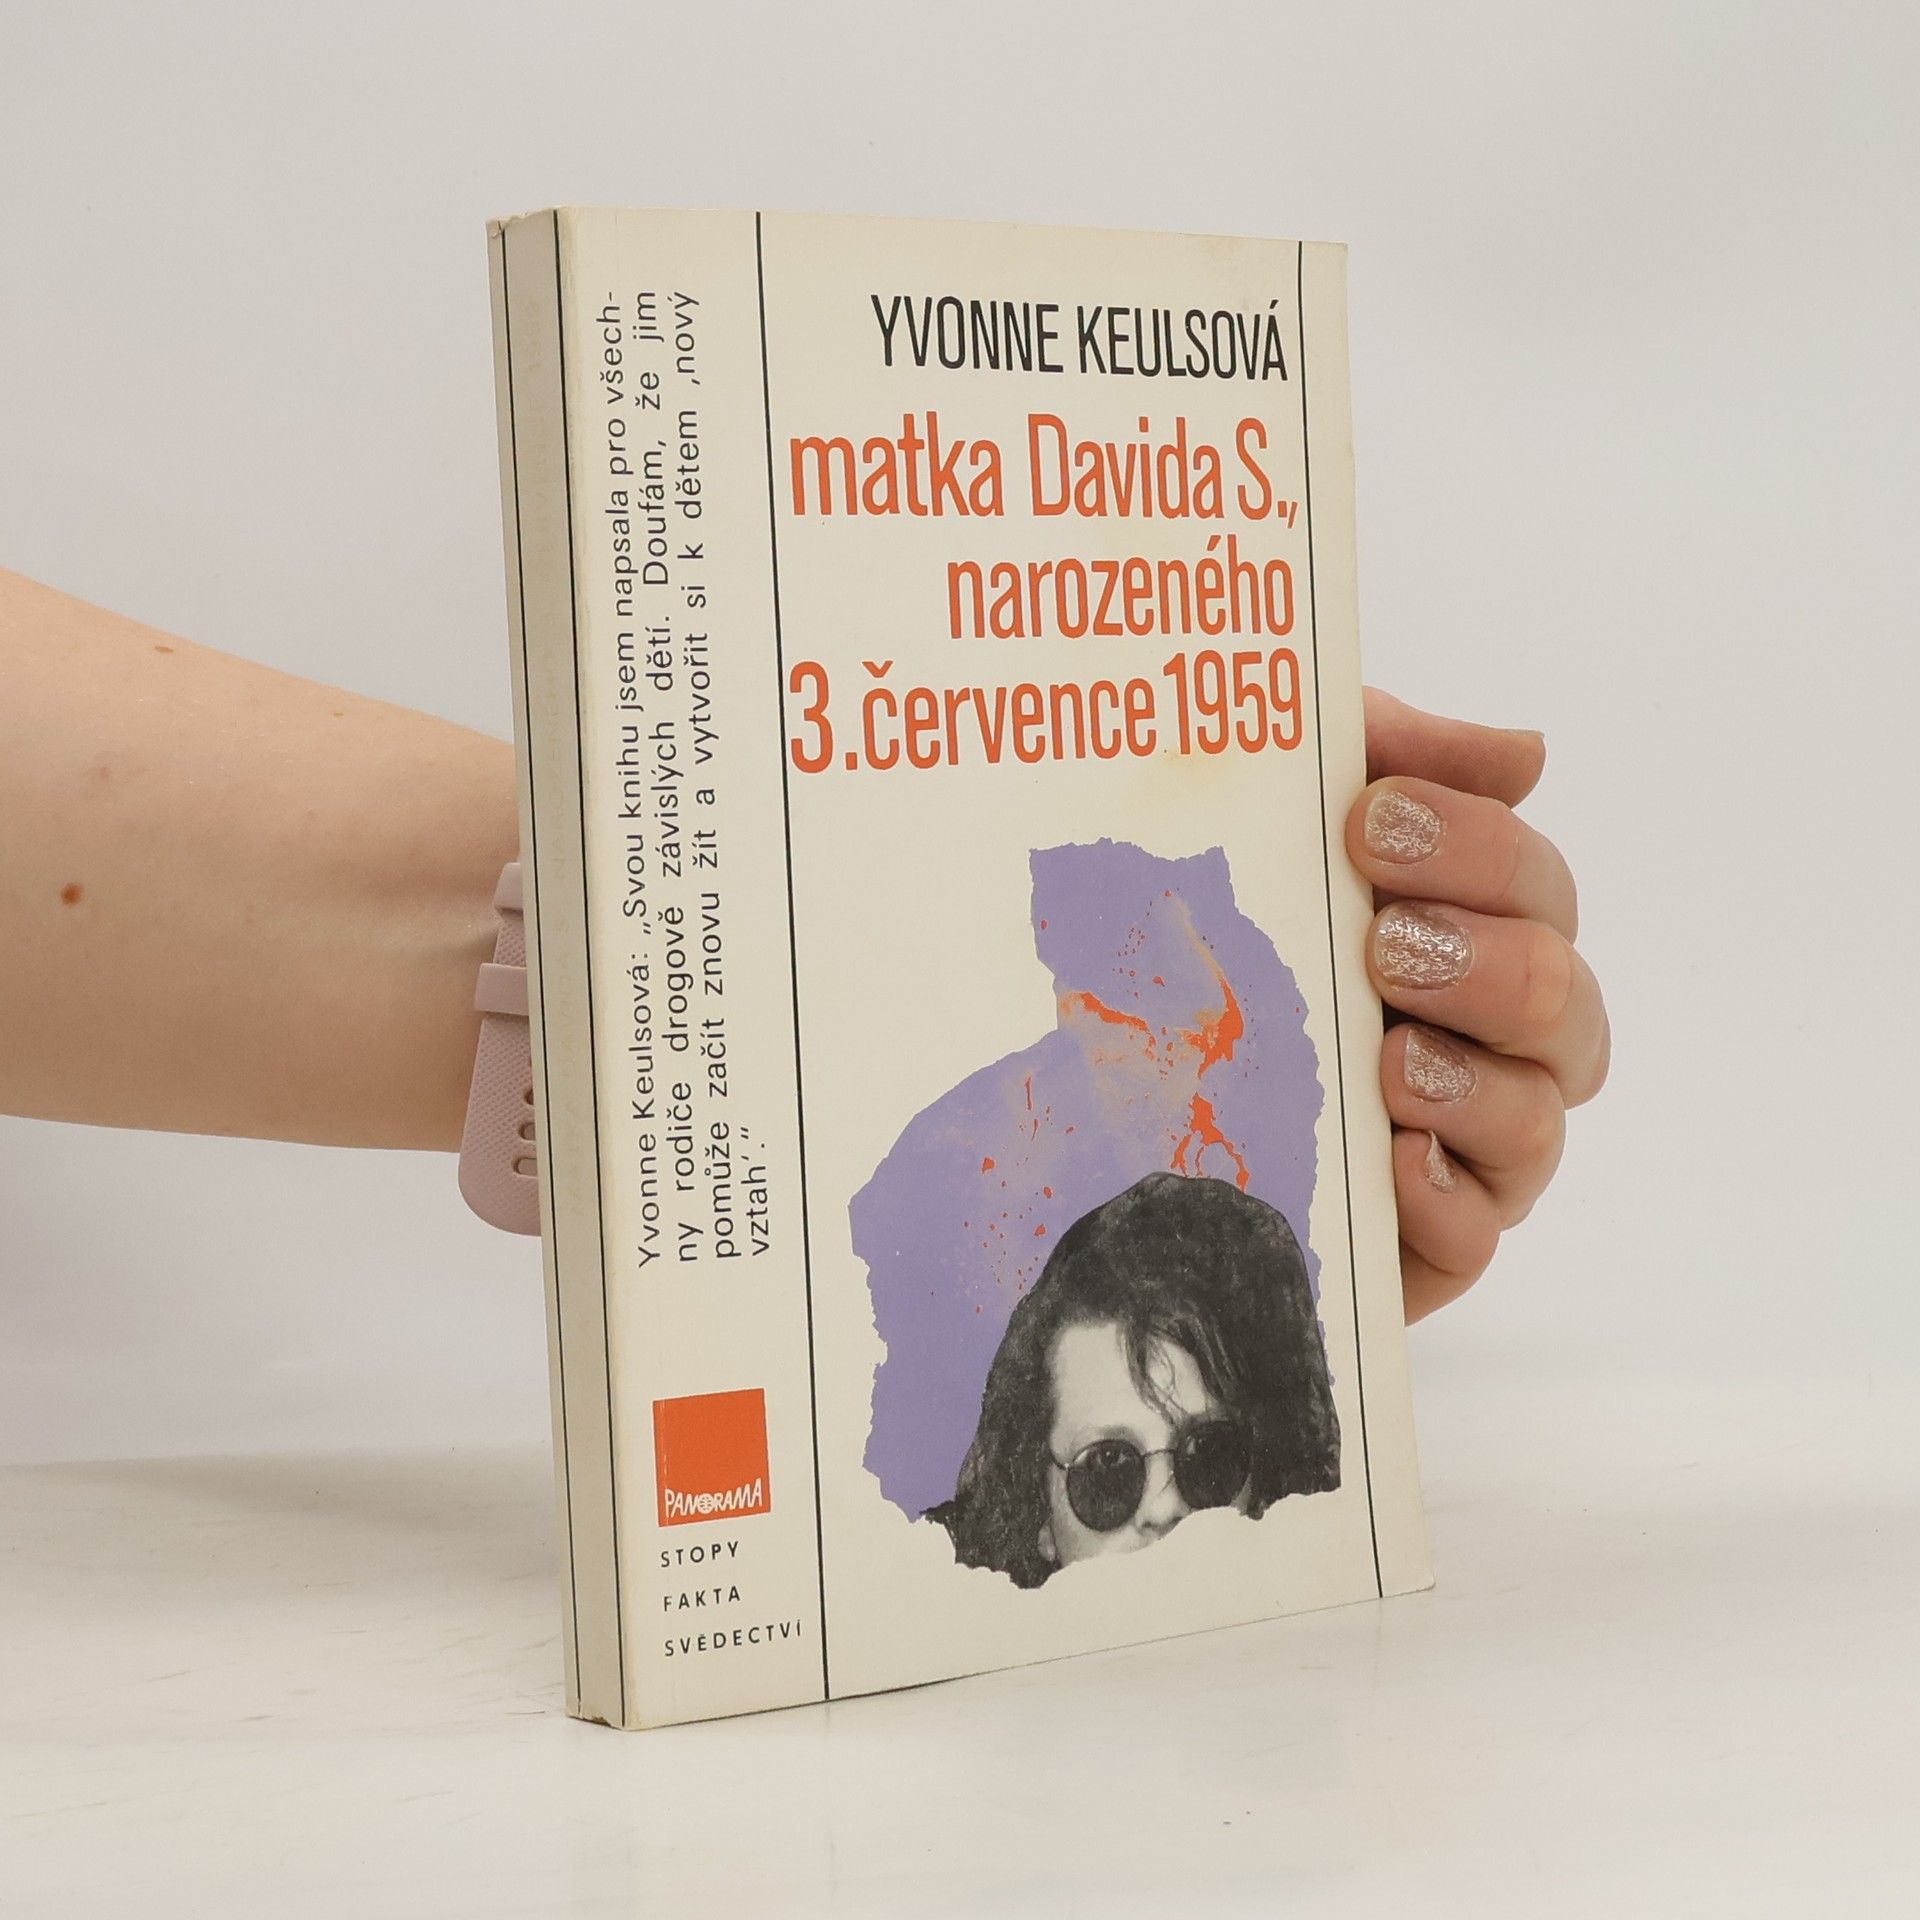 YVONNE KEULSOVÁ
matka Davida S.,
narozeného
3. července 1959
Yvonne Keulsová: „Svou knihu jsem napsala pro všech-
ny rodiče drogově závislých dětí. Doufám, že jim
pomůže začít znovu žít a vytvořit si k dětem ‚nový
vztah‘.“
PANORAMA
STOPY
FAKTA
SVĚDECTVÍ